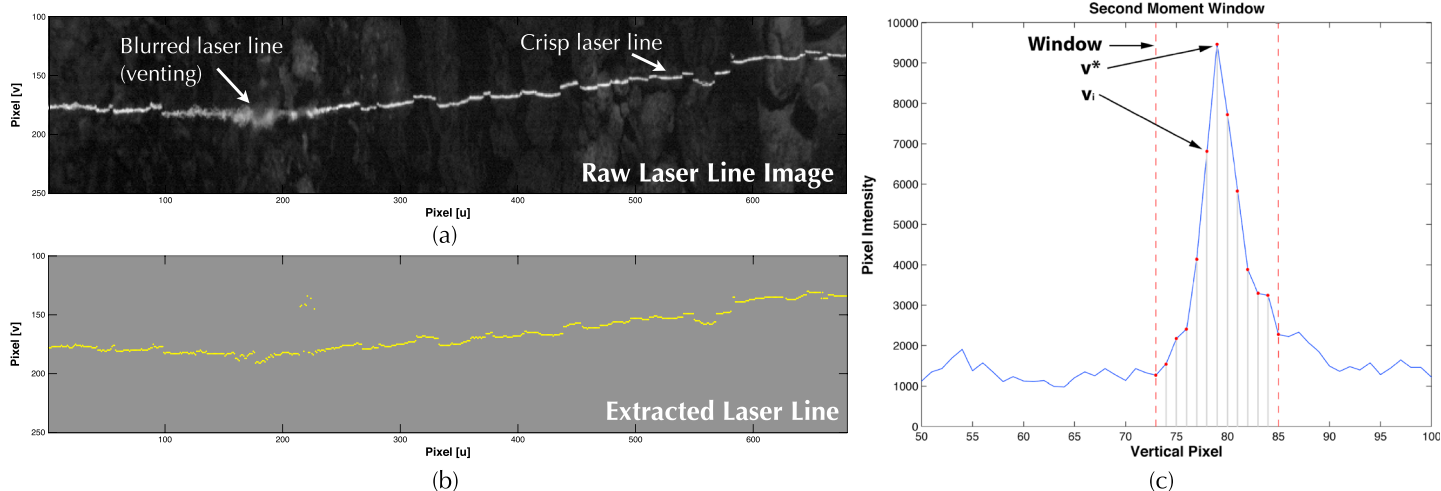 100
150
200
250
Pixel [v]
Blurred laser line
(venting)
Crisp laser line
Raw Laser Line Image
100 200 300 400 500 600
Pixel [u]
(a)
100
150
200
250
Pixel [v]
Extracted Laser Line
100 200 300 400 500 600
Pixel [u]
(b)
Second Moment Window
10000
9000
8000
7000
6000
5000
4000
3000
2000
1000
0
Pixel Intensity
Window
v*
vᵢ
50 55 60 65 70 75 80 85 90 95 100
Vertical Pixel
(c)